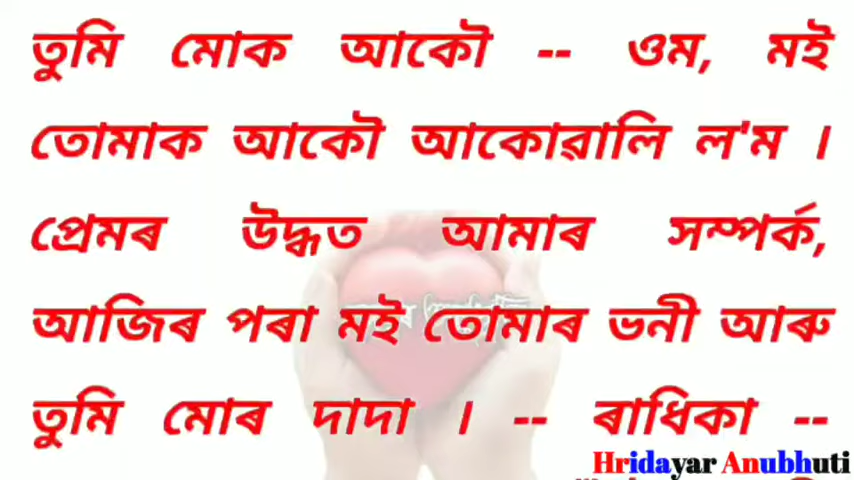 তুমি মোক আকৌ -- ওম, মই
তোমাক আকৌ আকোৱালি ল'ম ।
প্ৰেমৰ উদ্ধত আমাৰ সম্পৰ্ক,
আজিৰ পৰা মই তোমাৰ ভনী আৰু
তুমি মোৰ দাদা । -- ৰাধিকা --
Hridayar Anubhuti